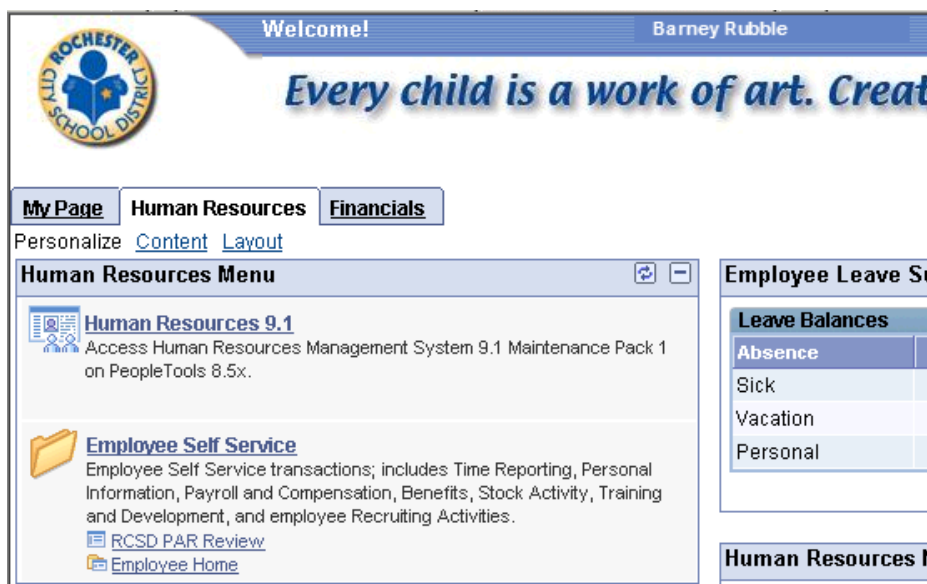 Welcome! Barney Rubble
ROCHESTER CITY SCHOOL DISTRICT
Every child is a work of art. Creat
My Page Human Resources Financials
Personalize Content Layout
Human Resources Menu
Human Resources 9.1
Access Human Resources Management System 9.1 Maintenance Pack 1
on PeopleTools 8.5x.
Employee Self Service
Employee Self Service transactions; includes Time Reporting, Personal
Information, Payroll and Compensation, Benefits, Stock Activity, Training
and Development, and employee Recruiting Activities.
RCSD PAR Review
Employee Home
Employee Leave Su
Leave Balances
Absence
Sick
Vacation
Personal
Human Resources